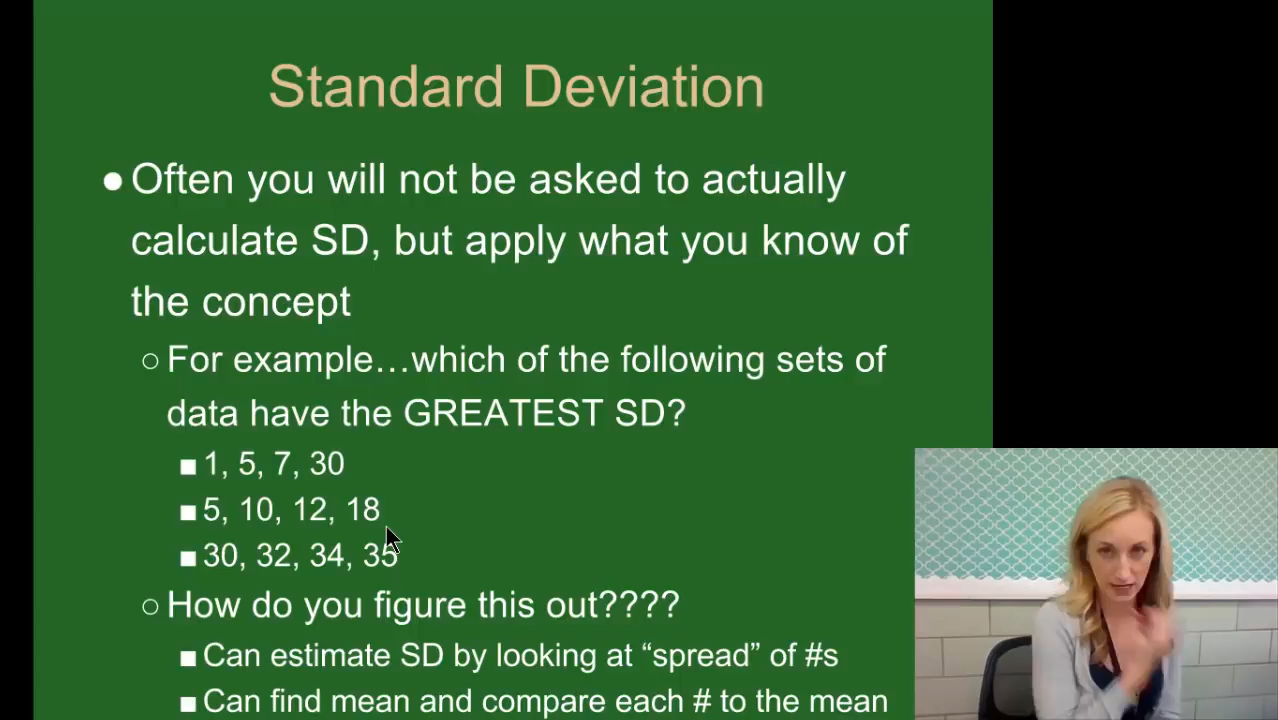 Standard Deviation
●Often you will not be asked to actually
calculate SD, but apply what you know of
the concept
○For example…which of the following sets of
data have the GREATEST SD?
■1, 5, 7, 30
■5, 10, 12, 18
■30, 32, 34, 35
○How do you figure this out????
■Can estimate SD by looking at “spread” of #s
■Can find mean and compare each # to the mean